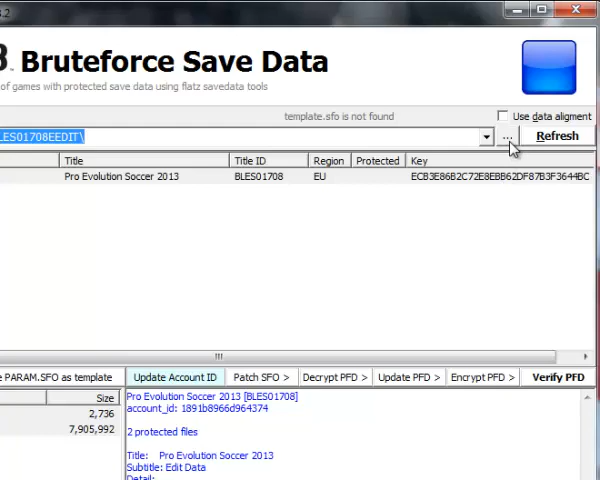 3.2
3 Bruteforce Save Data
of games with protected save data using flatz savedata tools
template.sfo is not found
Use data aligment
LES01708EEDIT\
... Refresh
Title Title ID Region Protected Key
Pro Evolution Soccer 2013 BLES01708 EU ECB3E86B2C72E8EBB62DF87B3F3644BC
e PARAM.SFO as template Update Account ID Patch SFO > Decrypt PFD > Update PFD > Encrypt PFD > Verify PFD
Size
2,736
7,905,992
Pro Evolution Soccer 2013 [BLES01708]
account_id: 1891b8966d964374
2 protected files
Title: Pro Evolution Soccer 2013
Subtitle: Edit Data
Detail: